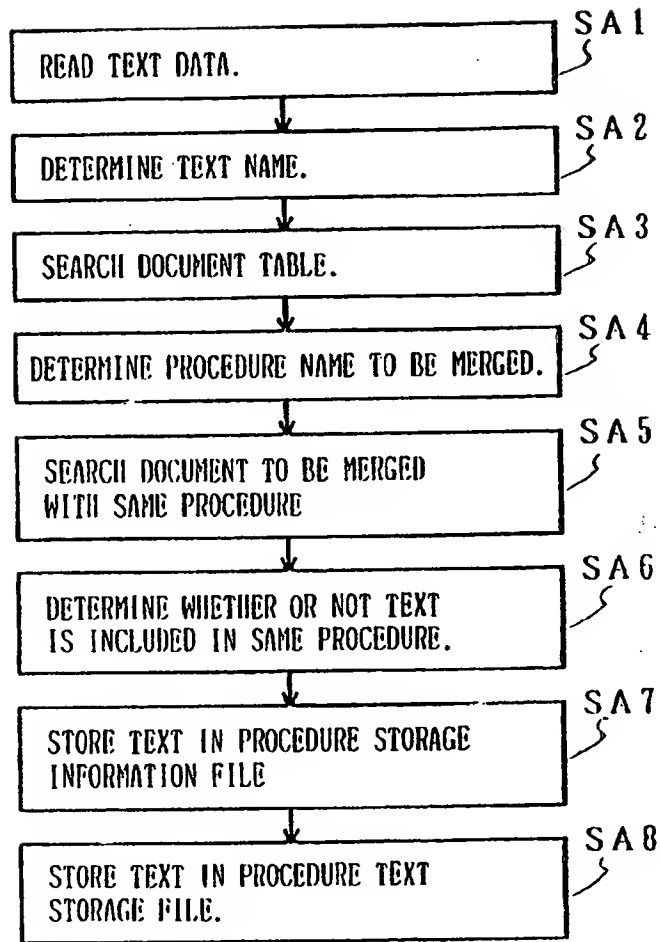 SA1
READ TEXT DATA.
SA2
DETERMINE TEXT NAME.
SA3
SEARCH DOCUMENT TABLE.
SA4
DETERMINE PROCEDURE NAME TO BE MERGED.
SA5
SEARCH DOCUMENT TO BE MERGED
WITH SAME PROCEDURE
SA6
DETERMINE WHETHER OR NOT TEXT
IS INCLUDED IN SAME PROCEDURE.
SA7
STORE TEXT IN PROCEDURE STORAGE
INFORMATION FILE
SA8
STORE TEXT IN PROCEDURE TEXT
STORAGE FILE.